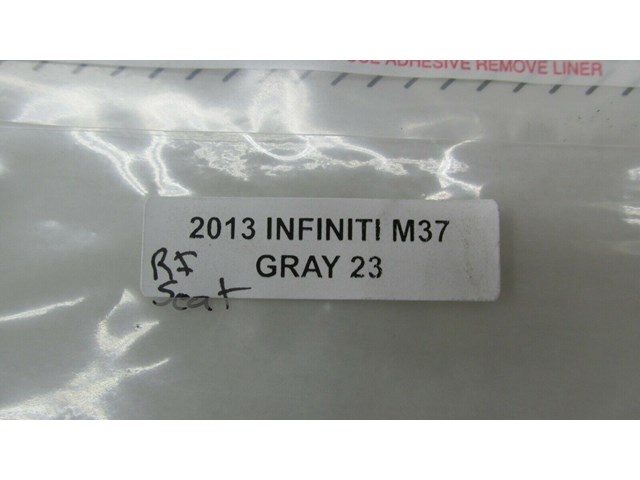 ADHESIVE REMOVE LINER
2013 INFINITI M37
GRAY 23
RF
Seat